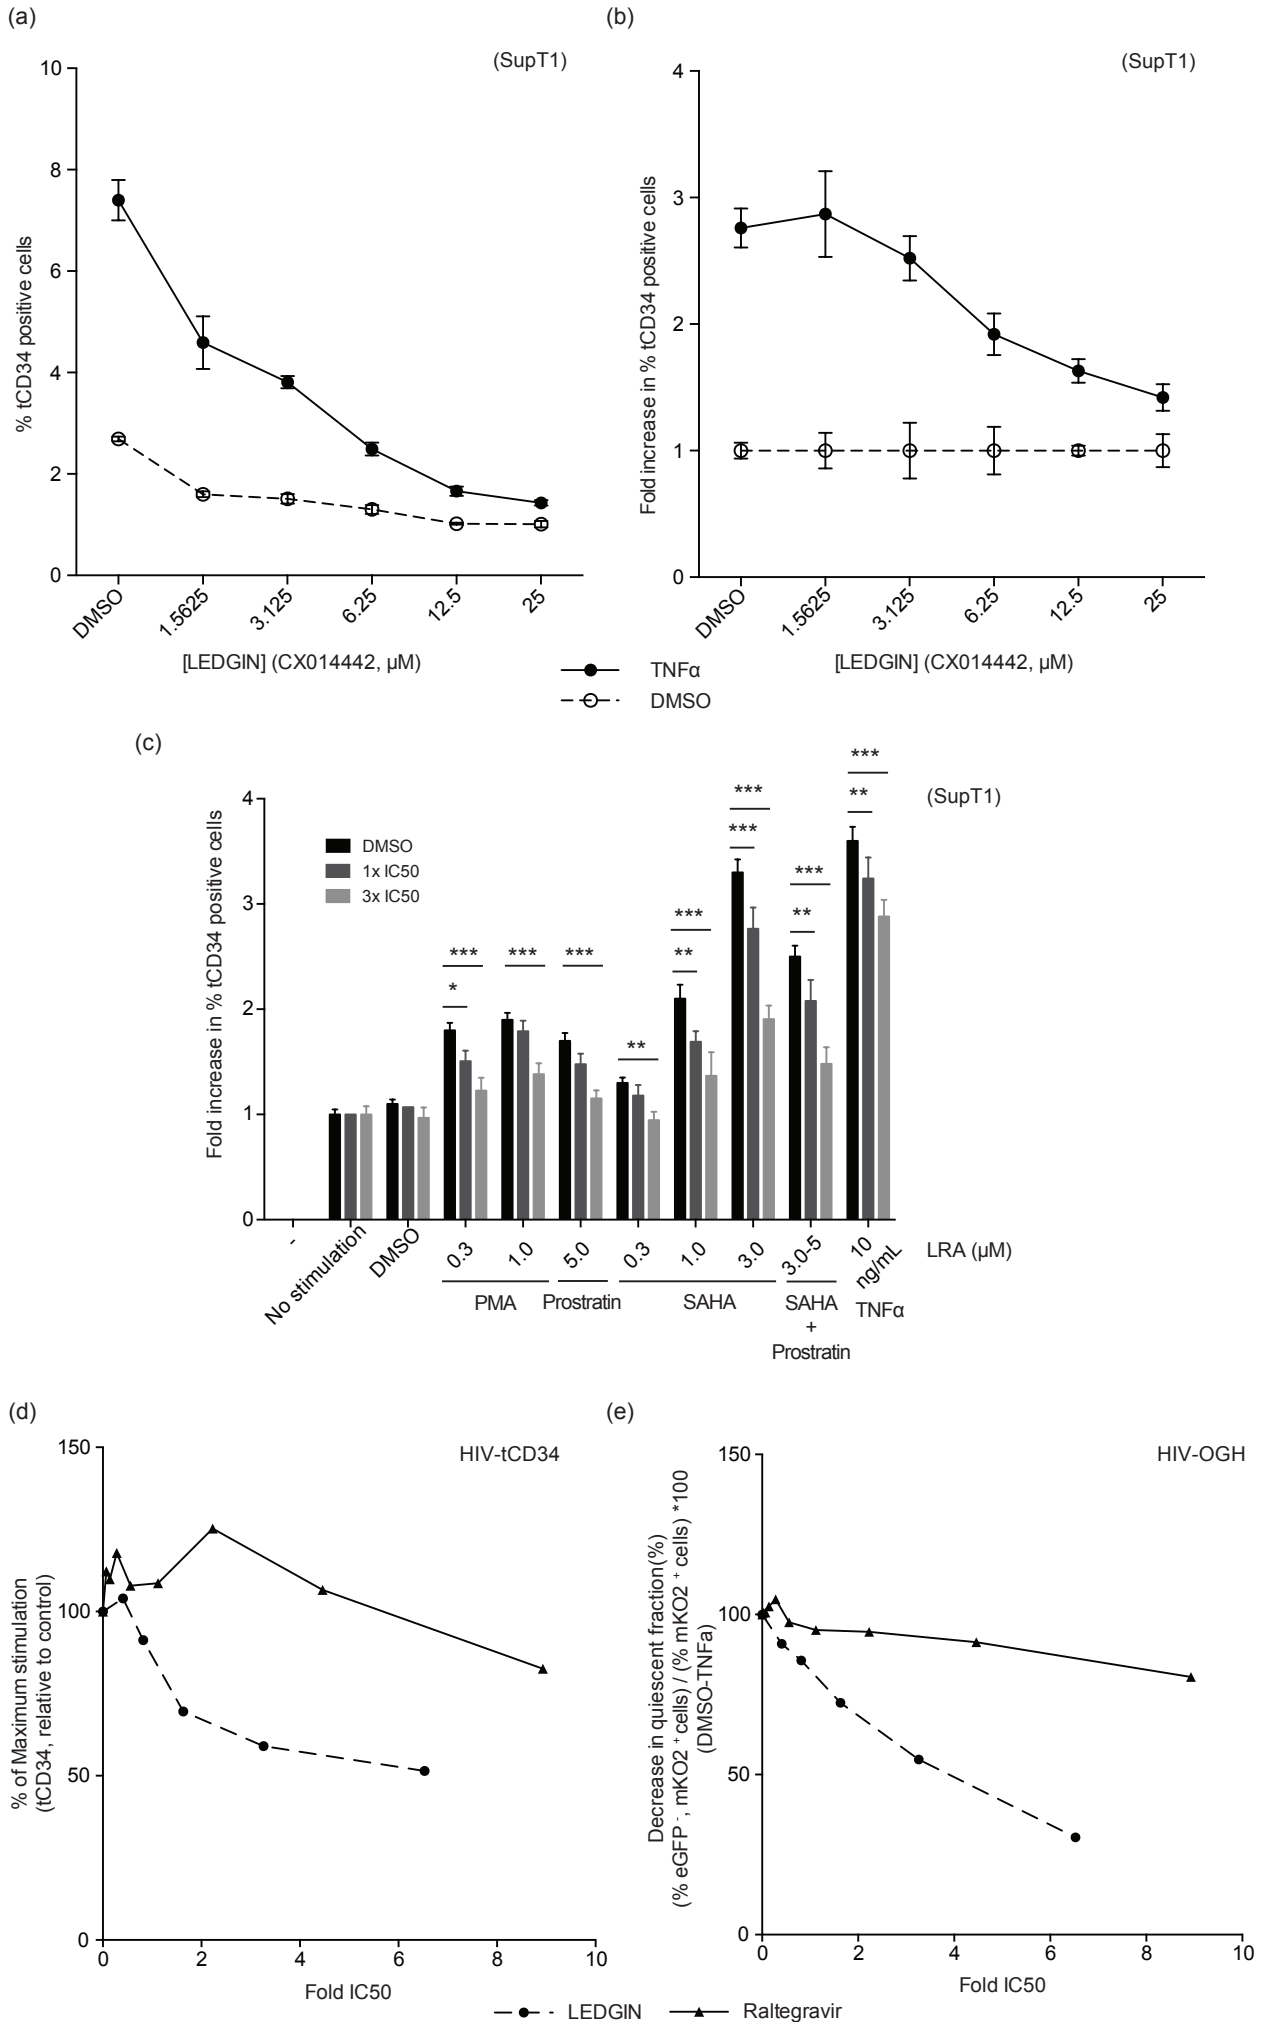 (a)
(SupT1)
10
8
6
4
2
0
% tCD34 positive cells
DMSO
1.5625
3.125
6.25
12.5
25
[LEDGIN] (CX014442, µM)
(b)
(SupT1)
4
3
2
1
0
Fold increase in % tCD34 positive cells
DMSO
1.5625
3.125
6.25
12.5
25
[LEDGIN] (CX014442, µM)
TNFα
DMSO
(c)
(SupT1)
4
3
2
1
0
Fold increase in % tCD34 positive cells
DMSO
1x IC50
3x IC50
***
*
***
***
**
***
**
***
***
***
**
***
**
-
No stimulation
DMSO
0.3
1.0
5.0
0.3
1.0
3.0
3.0-5
10
ng/mL
LRA (µM)
PMA
Prostratin
SAHA
SAHA
+
Prostratin
TNFα
(d)
HIV-tCD34
150
100
50
0
% of Maximum stimulation
(tCD34, relative to control)
0
2
4
6
8
10
Fold IC50
(e)
HIV-OGH
150
100
50
0
Decrease in quiescent fraction(%)
(% eGFP -, mKO2 + cells) / (% mKO2 + cells) *100
(DMSO-TNFa)
0
2
4
6
8
10
Fold IC50
LEDGIN
Raltegravir